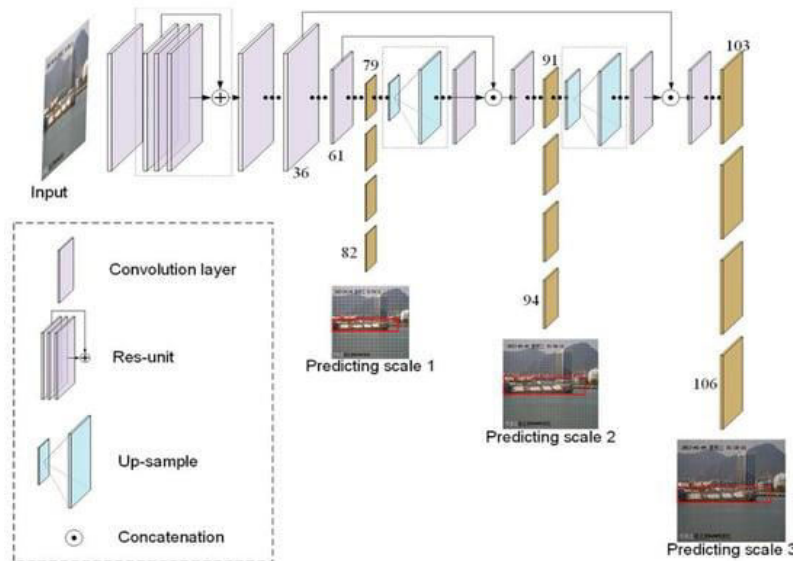 103
79
91
61
36
Input
82
94
Predicting scale 1
Convolution layer
Res-unit
106
Predicting scale 2
Up-sample
Concatenation
Predicting scale 3